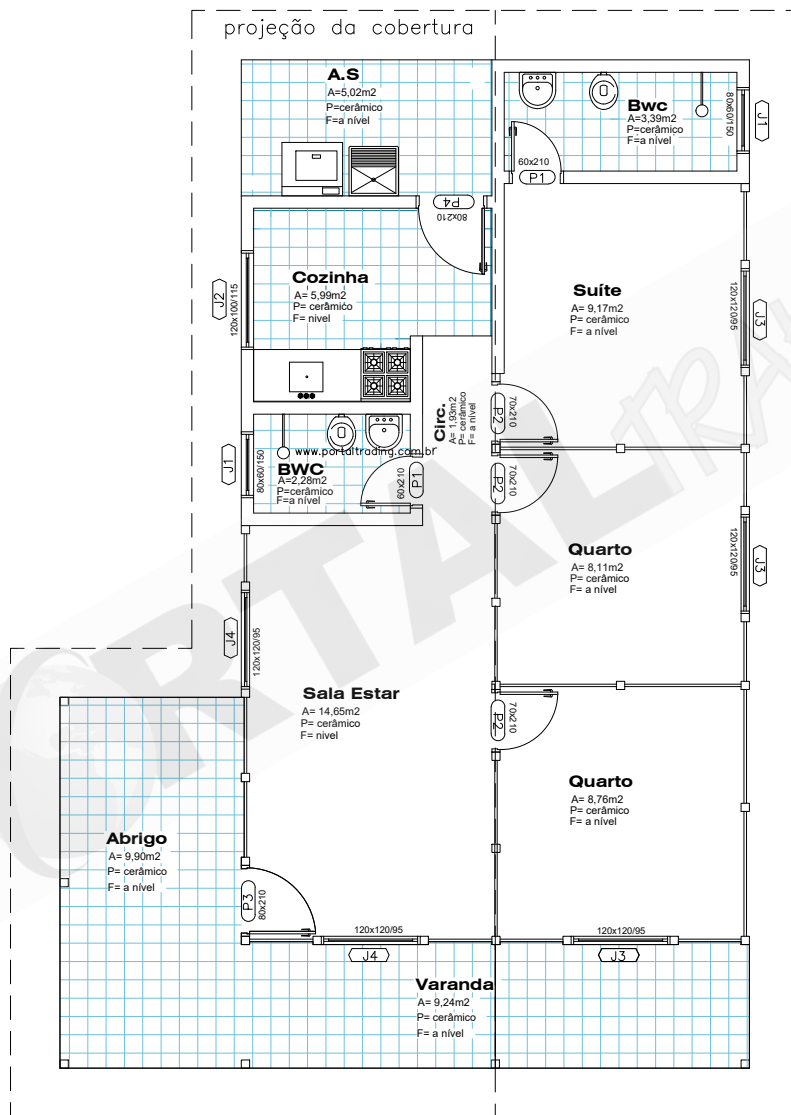 projeção da cobertura
A.S
A=5,02m2
P=cerâmico
F=a nível
Bwc
A=3,39m2
P=cerâmico
F=a nível
80x60/150
J1
60x210
P1
P4
80x210
Cozinha
A= 5,99m2
P= cerâmico
F= nivel
J2
120x100/115
Suíte
A= 9,17m2
P= cerâmico
F= a nível
120x120/95
J3
Circ.
A= 1,93m2
P= cerâmico
F= a nível
P2
70x210
www.portaltrading.com.br
BWC
A=2,28m2
P=cerâmico
F=a nível
J1
80x60/150
60x210
P1
P2
70x210
Quarto
A= 8,11m2
P= cerâmico
F= a nível
120x120/95
J3
J4
120x120/95
Sala Estar
A= 14,65m2
P= cerâmico
F= nivel
P2
70x210
Quarto
A= 8,76m2
P= cerâmico
F= a nível
Abrigo
A= 9,90m2
P= cerâmico
F= a nível
P3
80x210
120x120/95
J4
120x120/95
J3
Varanda
A= 9,24m2
P= cerâmico
F= a nível
ORTAL TRA